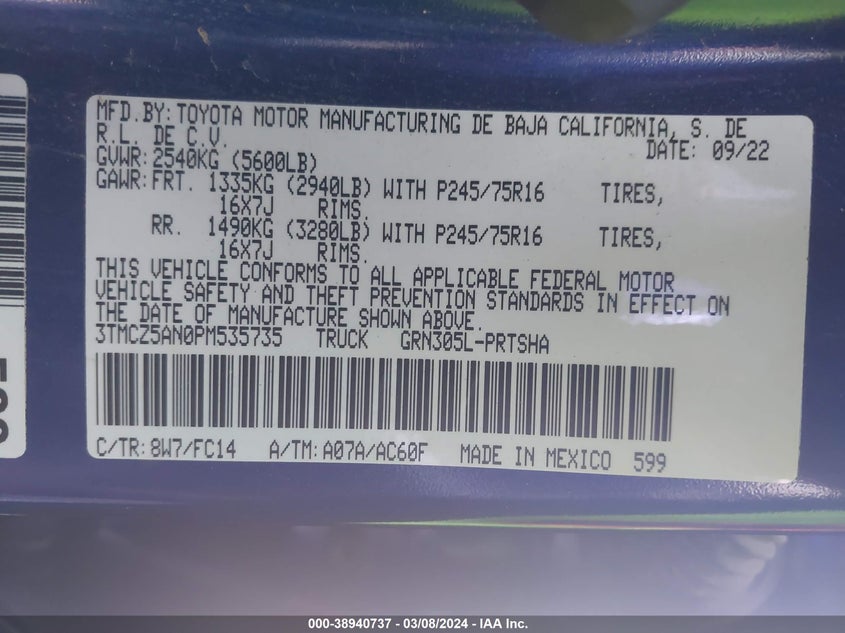 MFD.BY: TOYOTA MOTOR MANUFACTURING DE BAJA CALIFORNIA, S. DE
R.L. DE C.V. DATE: 09/22
GVWR: 2540KG (5600LB)
GAWR: FRT. 1335KG (2940LB) WITH P245/75R16 TIRES,
16X7J RIMS.
RR. 1490KG (3280LB) WITH P245/75R16 TIRES,
16X7J RIMS.
THIS VEHICLE CONFORMS TO ALL APPLICABLE FEDERAL MOTOR
VEHICLE SAFETY AND THEFT PREVENTION STANDARDS IN EFFECT ON
THE DATE OF MANUFACTURE SHOWN ABOVE.
3TMCZ5AN0PM535735 TRUCK GRN305L-PRTSHA
C/TR: 8W7/FC14 A/TM: A07A/AC60F MADE IN MEXICO 599
000-38940737 - 03/08/2024 - IAA Inc.